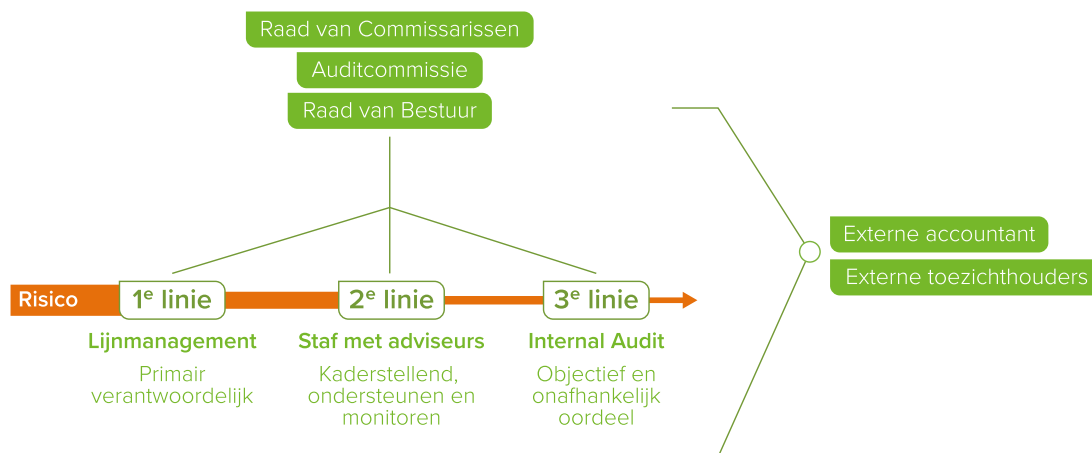 Raad van Commissarissen
Auditcommissie
Raad van Bestuur
Externe accountant
Externe toezichthouders
Risico
1e linie
2e linie
3e linie
Lijnmanagement
Primair
verantwoordelijk
Staf met adviseurs
Kaderstellend,
ondersteunen en
monitoren
Internal Audit
Objectief en
onafhankelijk
oordeel